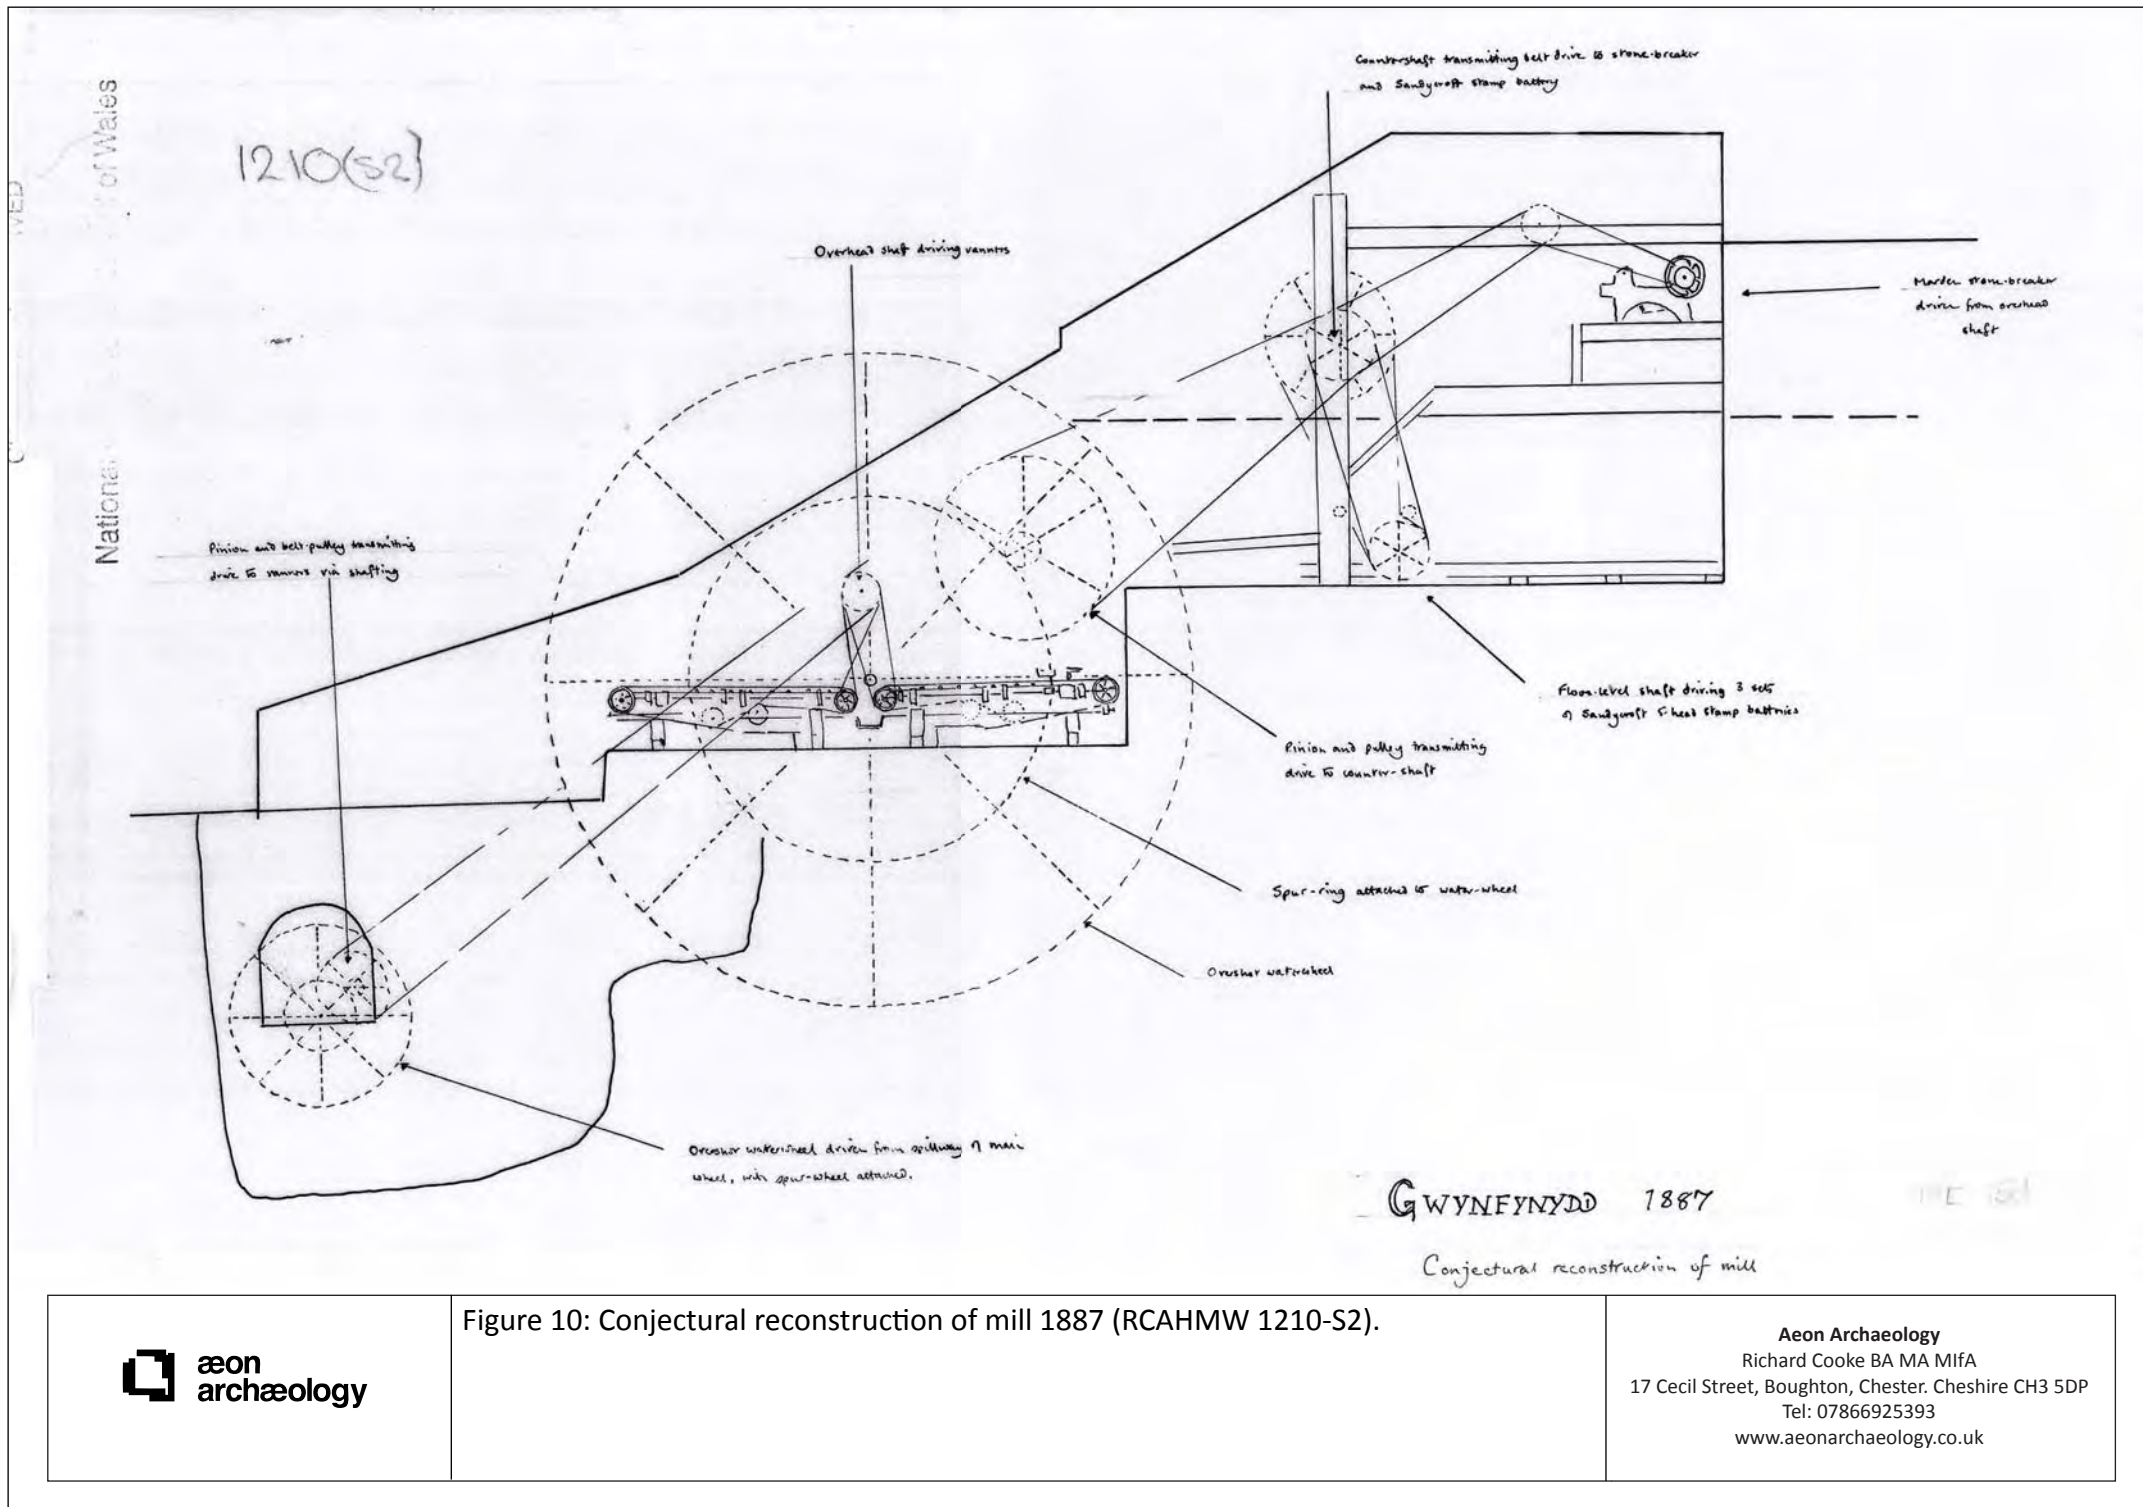 1210(S2)
National
of Wales
Countershaft transmitting belt drive to stone-breaker
and Sandycroft stamp battery
Overhead shaft driving vanners
Marden stone-breaker
driven from overhead
shaft
Pinion and belt-pulley transmitting
drive to vanners via shafting
Floor-level shaft driving 3 sets
of Sandycroft 5-head stamp batteries
Pinion and pulley transmitting
drive to counter-shaft
Spur-ring attached to water-wheel
Overshot waterwheel
Overshot waterwheel driven from spillway of main
wheel, with spur-wheel attached.
GWYNFYNYDD 1887
Conjectural reconstruction of mill
æon
archæology
Figure 10: Conjectural reconstruction of mill 1887 (RCAHMW 1210-S2).
Aeon Archaeology
Richard Cooke BA MA MIfA
17 Cecil Street, Boughton, Chester. Cheshire CH3 5DP
Tel: 07866925393
www.aeonarchaeology.co.uk